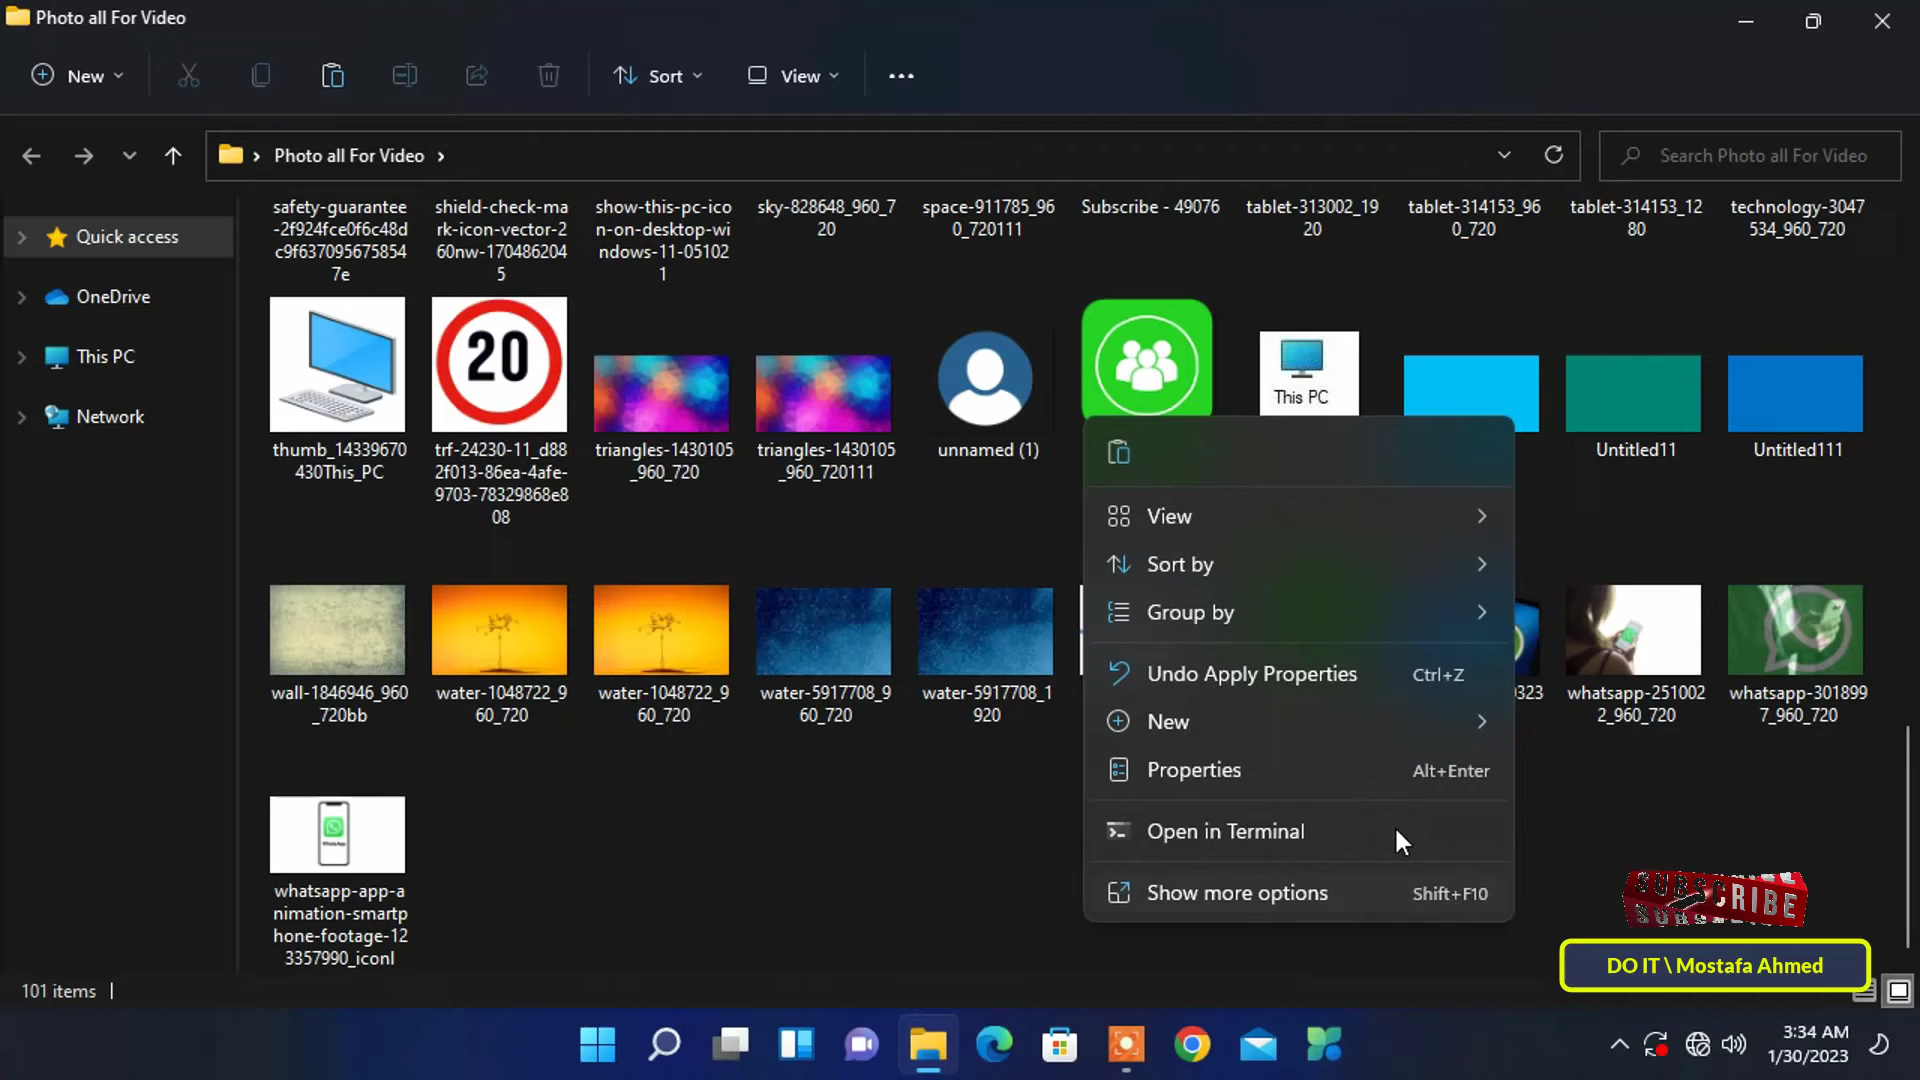 Photo all For Video
New
Sort
View
Photo all For Video
Search Photo all For Video
Quick access
OneDrive
This PC
Network
safety-guarantee
-2f924fce0f6c48d
c9f637095675854
7e
shield-check-ma
rk-icon-vector-2
60nw-170486204
5
show-this-pc-ico
n-on-desktop-wi
ndows-11-05102
1
sky-828648_960_7
20
space-911785_96
0_720111
Subscribe - 49076
tablet-313002_19
20
tablet-314153_96
0_720
tablet-314153_12
80
technology-3047
534_960_720
20
This PC
thumb_14339670
430This_PC
trf-24230-11_d88
2f013-86ea-4afe-
9703-78329868e8
08
triangles-1430105
_960_720
triangles-1430105
_960_720111
unnamed (1)
Untitled11
Untitled111
View
Sort by
Group by
Undo Apply Properties Ctrl+Z
New
Properties Alt+Enter
Open in Terminal
Show more options Shift+F10
wall-1846946_960
_720bb
water-1048722_9
60_720
water-1048722_9
60_720
water-5917708_9
60_720
water-5917708_1
920
0323
whatsapp-251002
2_960_720
whatsapp-301899
7_960_720
WhatsApp
whatsapp-app-a
nimation-smartp
hone-footage-12
3357990_iconl
SUBSCRIBE
DO IT \ Mostafa Ahmed
101 items
3:34 AM
1/30/2023